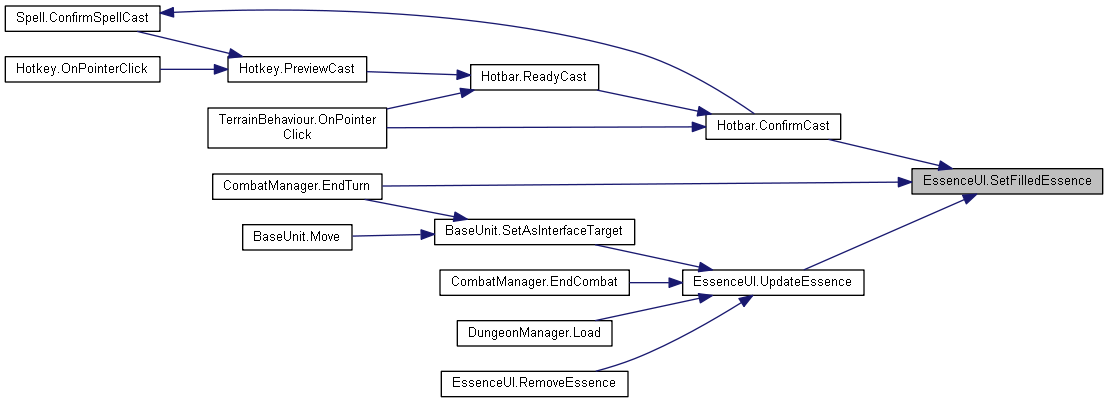 Spell.ConfirmSpellCast
Hotkey.OnPointerClick
Hotkey.PreviewCast
Hotbar.ReadyCast
TerrainBehaviour.OnPointer
Click
Hotbar.ConfirmCast
EssenceUI.SetFilledEssence
CombatManager.EndTurn
BaseUnit.Move
BaseUnit.SetAsInterfaceTarget
CombatManager.EndCombat
EssenceUI.UpdateEssence
DungeonManager.Load
EssenceUI.RemoveEssence